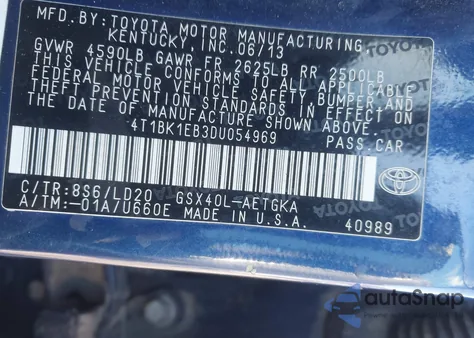 MFD. BY: TOYOTA MOTOR MANUFACTURING
KENTUCKY, INC. 06/13
GVWR 4590LB GAWR FR 2625LB RR 2500LB
THIS VEHICLE CONFORMS TO ALL APPLICABLE
FEDERAL MOTOR VEHICLE SAFETY, BUMPER, AND
THEFT PREVENTION STANDARDS IN EFFECT ON
THE DATE OF MANUFACTURE SHOWN ABOVE.
4T1BK1EB3DU054969 PASS.CAR
C/TR: 8S6/LD20 GSX40L-AETGKA
A/TM: -01A/U660E MADE IN U.S.A.
40989
TOYOTA
autaSnap